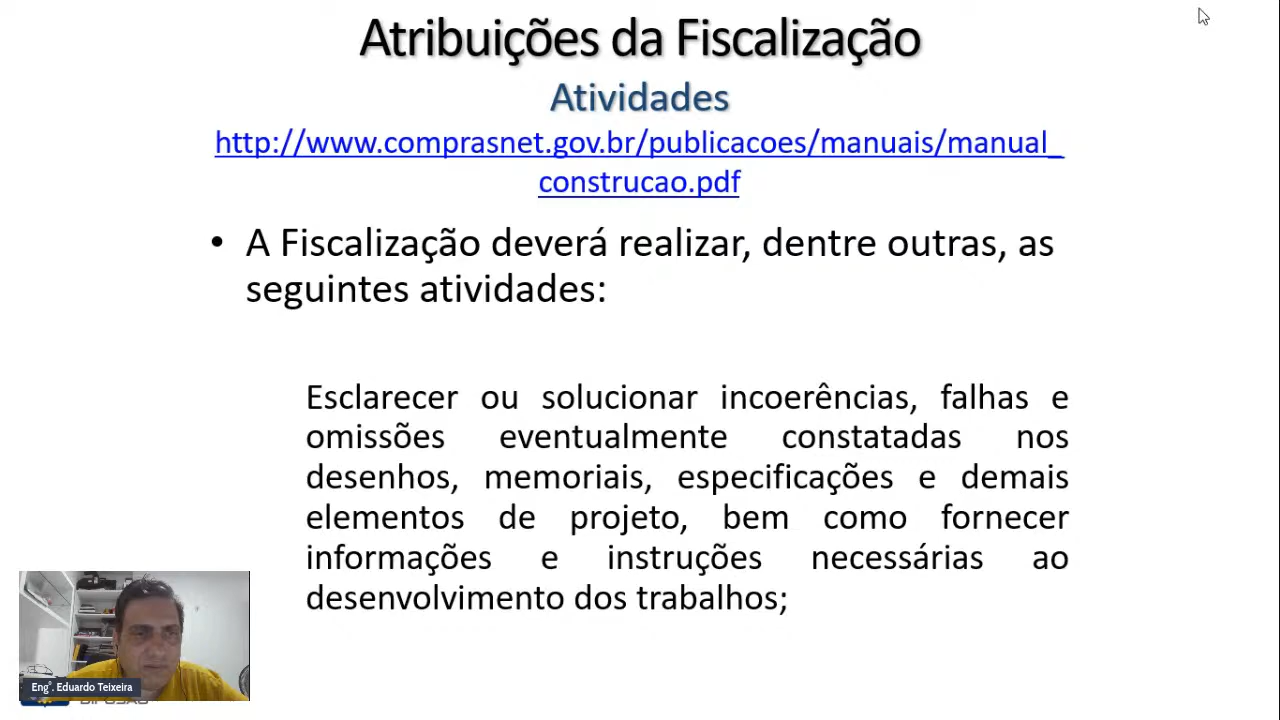 Atribuições da Fiscalização
Atividades
http://www.comprasnet.gov.br/publicacoes/manuais/manual_
construcao.pdf
• A Fiscalização deverá realizar, dentre outras, as
seguintes atividades:
Esclarecer ou solucionar incoerências, falhas e
omissões eventualmente constatadas nos
desenhos, memoriais, especificações e demais
elementos de projeto, bem como fornecer
informações e instruções necessárias ao
desenvolvimento dos trabalhos;
Eng°. Eduardo Teixeira